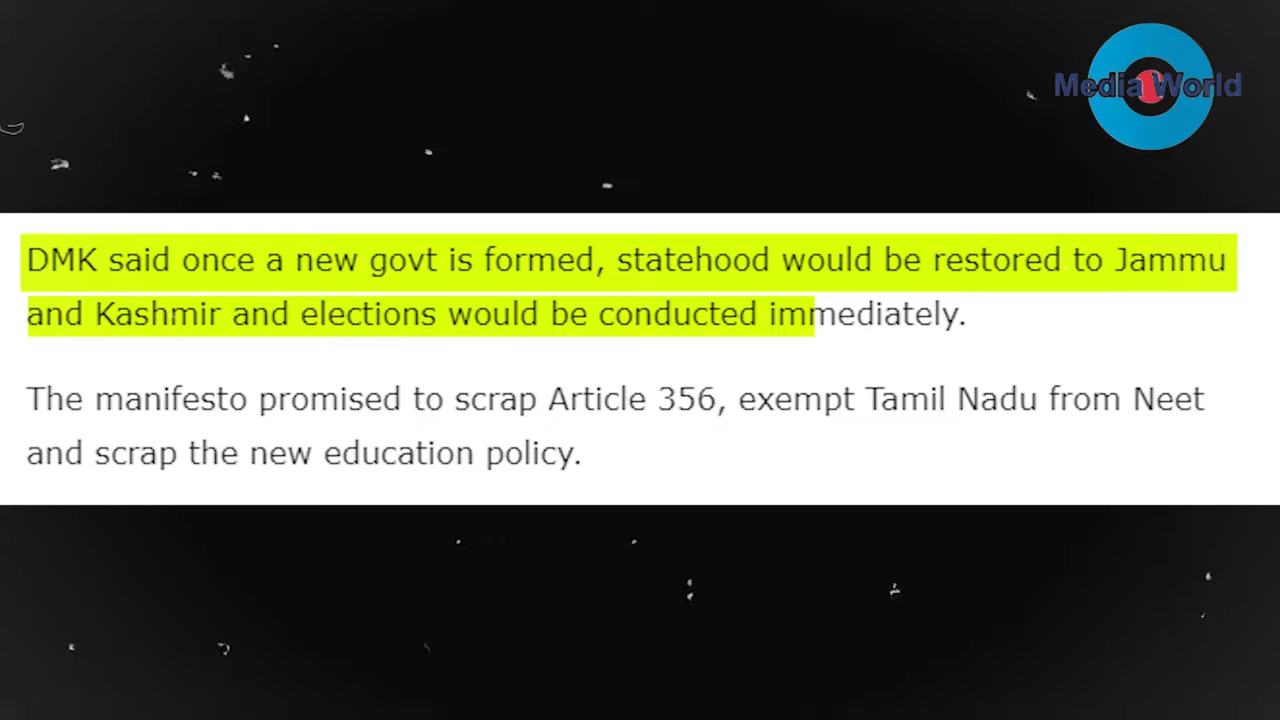 Media World
DMK said once a new govt is formed, statehood would be restored to Jammu
and Kashmir and elections would be conducted immediately.
The manifesto promised to scrap Article 356, exempt Tamil Nadu from Neet
and scrap the new education policy.